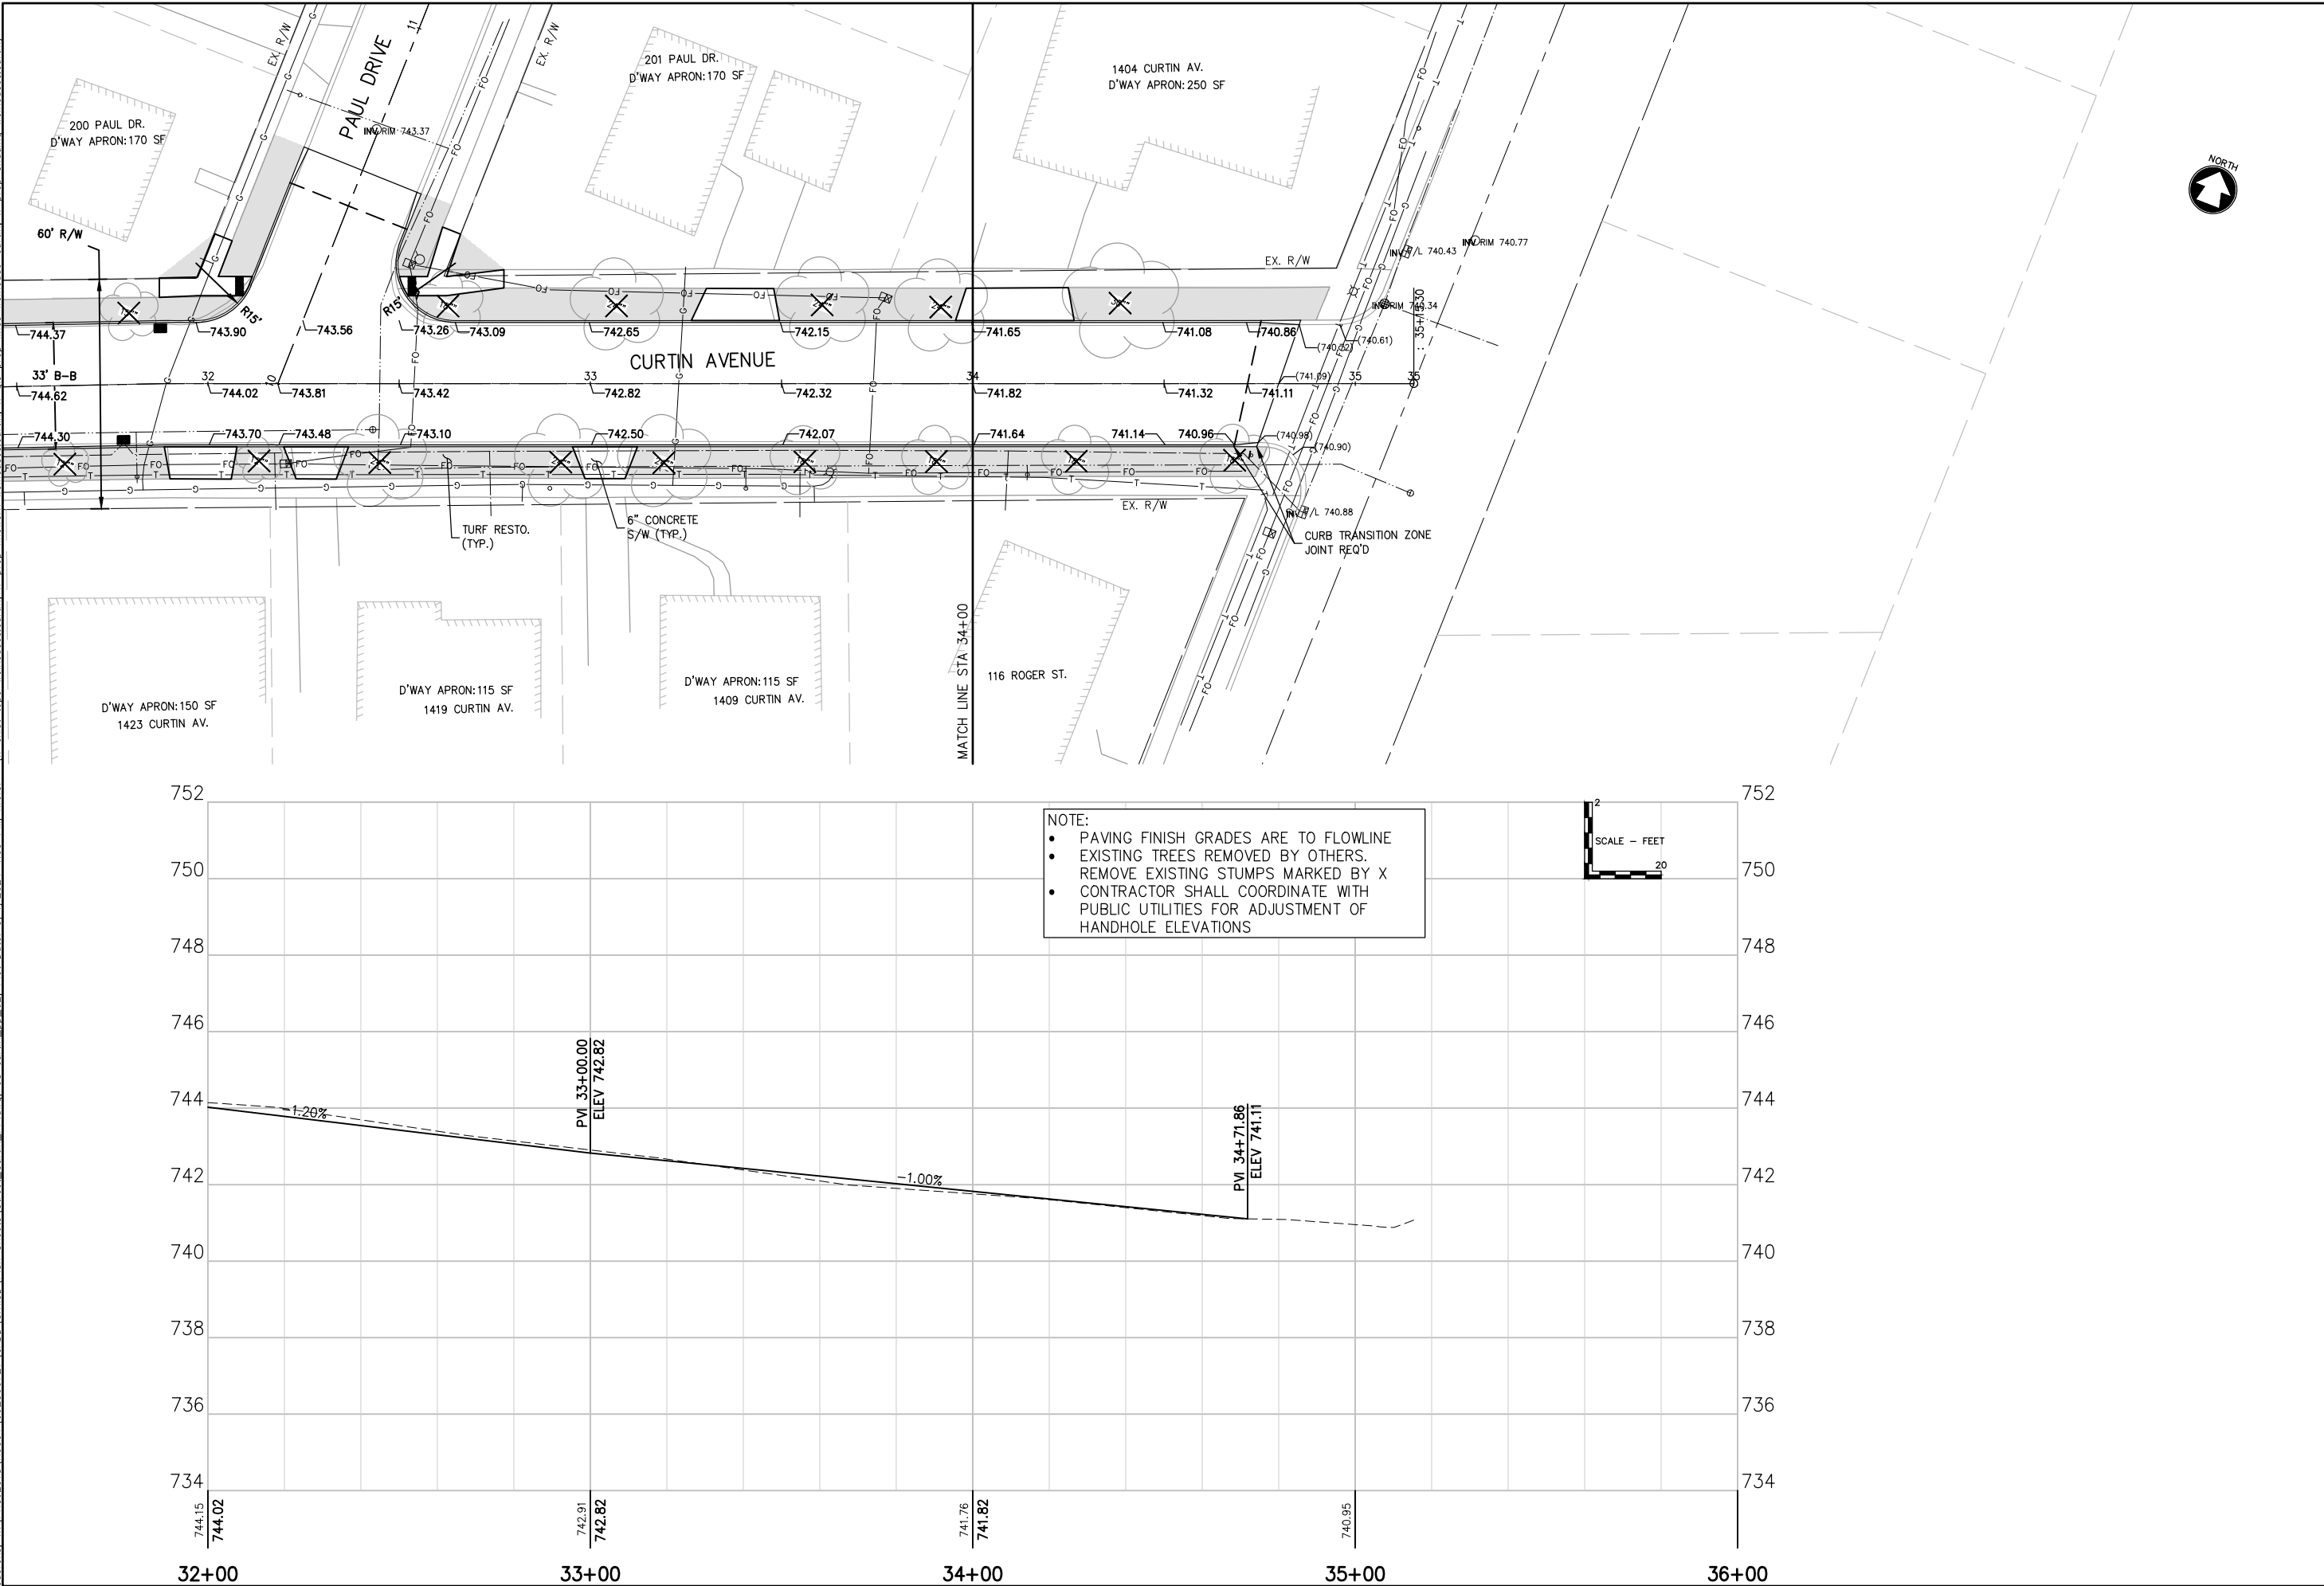 PAUL DRIVE
11
EX. R/W
EX. R/W
201 PAUL DR.
D'WAY APRON:170 SF
1404 CURTIN AV.
D'WAY APRON:250 SF
200 PAUL DR.
D'WAY APRON:170 SF
INV RIM 743.37
NORTH
60' R/W
INV RIM 740.77
INV F/L 740.43
EX. R/W
R15'
R15'
744.37
743.90
743.56
743.26
743.09
742.65
742.15
741.65
741.08
740.86
(740.61)
35+15.30
CURTIN AVENUE
33' B-B
32
10
33
34
(741.09)
35
35
744.62
744.02
743.81
743.42
742.82
742.32
741.82
741.32
741.11
744.30
743.70
743.48
743.10
742.50
742.07
741.64
741.14
740.96
(740.98)
(740.90)
EX. R/W
INV F/L 740.88
TURF RESTO.
(TYP.)
6" CONCRETE
S/W (TYP.)
CURB TRANSITION ZONE
JOINT REQ'D
MATCH LINE STA 34+00
116 ROGER ST.
D'WAY APRON:150 SF
1423 CURTIN AV.
D'WAY APRON:115 SF
1419 CURTIN AV.
D'WAY APRON:115 SF
1409 CURTIN AV.
752
752
NOTE:
• PAVING FINISH GRADES ARE TO FLOWLINE
• EXISTING TREES REMOVED BY OTHERS.
REMOVE EXISTING STUMPS MARKED BY X
• CONTRACTOR SHALL COORDINATE WITH
PUBLIC UTILITIES FOR ADJUSTMENT OF
HANDHOLE ELEVATIONS
2
SCALE - FEET
20
750
750
748
748
746
746
PVI 33+00.00
ELEV 742.82
744
744
-1.20%
PVI 34+71.86
ELEV 741.11
742
742
-1.00%
740
740
738
738
736
736
734
734
744.15
744.02
742.91
742.82
741.76
741.82
740.95
32+00
33+00
34+00
35+00
36+00